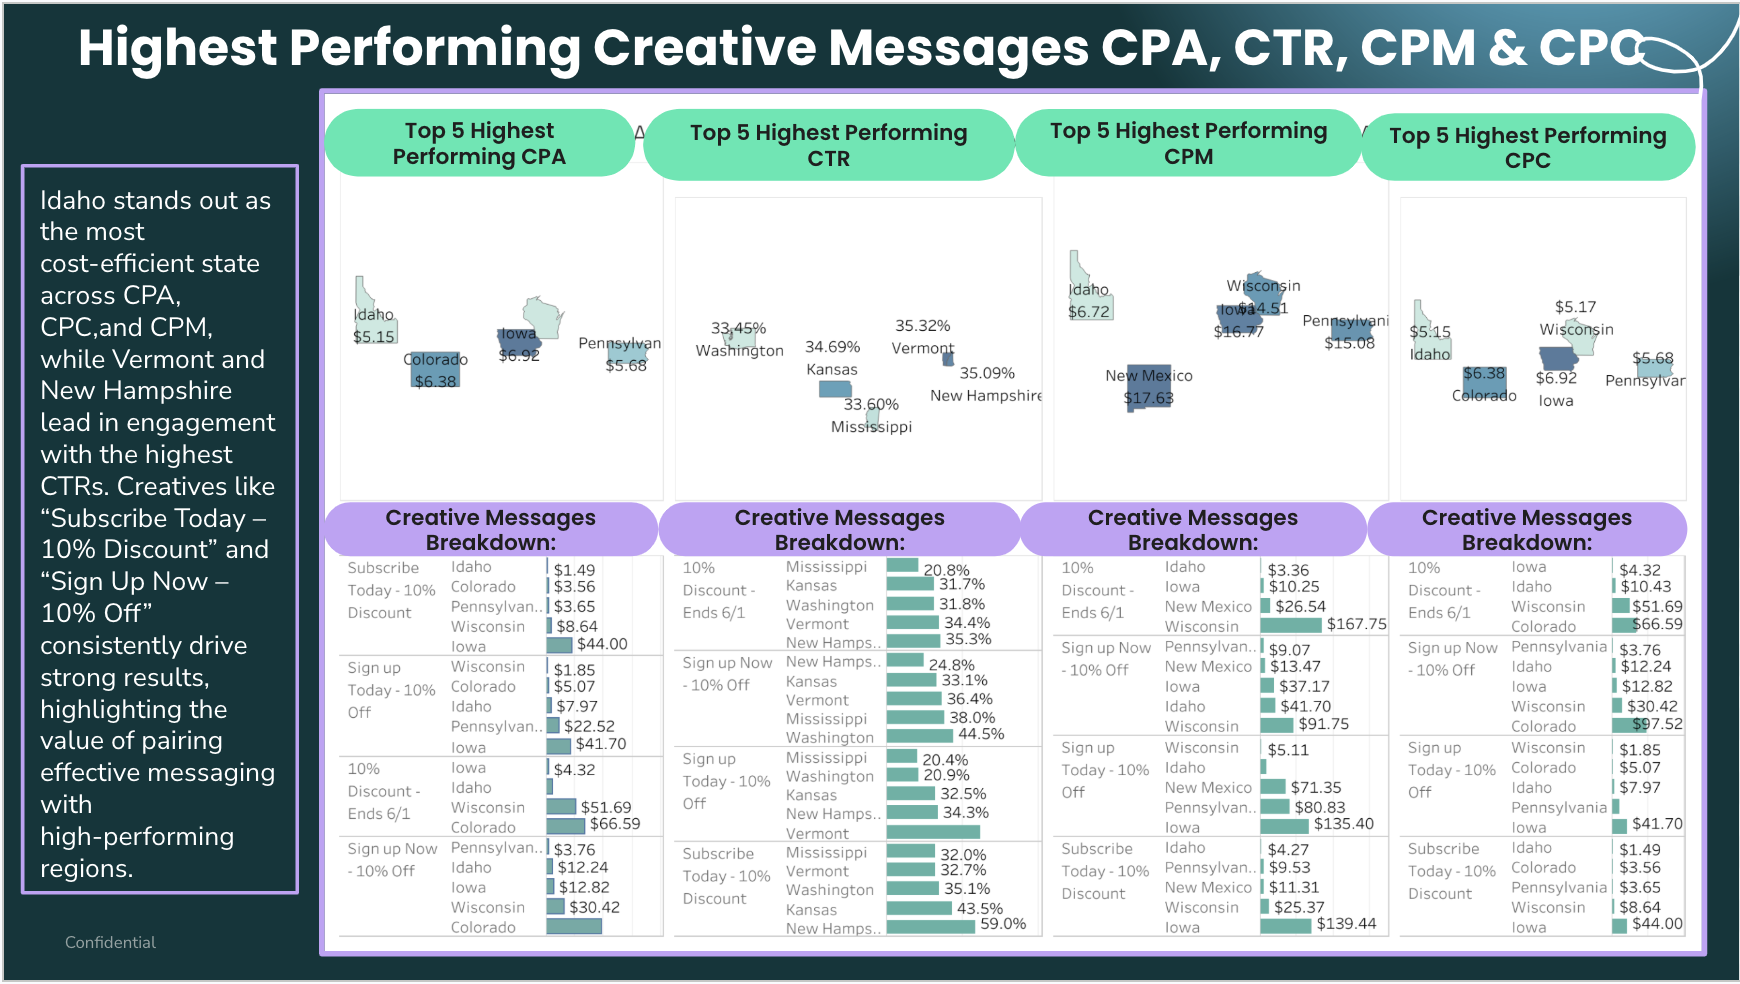 Highest Performing Creative Messages CPA, CTR, CPM & CPC
Idaho stands out as
the most
cost-efficient state
across CPA,
CPC,and CPM,
while Vermont and
New Hampshire
lead in engagement
with the highest
CTRs. Creatives like
“Subscribe Today –
10% Discount” and
“Sign Up Now –
10% Off”
consistently drive
strong results,
highlighting the
value of pairing
effective messaging
with
high-performing
regions.
Confidential
Top 5 Highest
Performing CPA
Idaho
$5.15
Colorado
$6.38
Iowa
$6.92
Pennsylvan
$5.68
Top 5 Highest Performing
CTR
33.45%
Washington
34.69%
Kansas
33.60%
Mississippi
35.32%
Vermont
35.09%
New Hampshire
Top 5 Highest Performing
CPM
Idaho
$6.72
Wisconsin
$14.51
Iowa
$16.77
Pennsylvani
$15.08
New Mexico
$17.63
Top 5 Highest Performing
CPC
$5.15
Idaho
$6.38
Colorado
$5.17
Wisconsin
$6.92
Iowa
$5.68
Pennsylvar
Creative Messages
Breakdown:
Subscribe
Today - 10%
Discount
Idaho $1.49
Colorado $3.56
Pennsylvan.. $3.65
Wisconsin $8.64
Iowa $44.00
Sign up
Today - 10%
Off
Wisconsin $1.85
Colorado $5.07
Idaho $7.97
Pennsylvan.. $22.52
Iowa $41.70
10%
Discount -
Ends 6/1
Iowa $4.32
Idaho
Wisconsin $51.69
Colorado $66.59
Sign up Now
- 10% Off
Pennsylvan.. $3.76
Idaho $12.24
Iowa $12.82
Wisconsin $30.42
Colorado
Creative Messages
Breakdown:
10%
Discount -
Ends 6/1
Mississippi 20.8%
Kansas 31.7%
Washington 31.8%
Vermont 34.4%
New Hamps.. 35.3%
Sign up Now
- 10% Off
New Hamps.. 24.8%
Kansas 33.1%
Vermont 36.4%
Mississippi 38.0%
Washington 44.5%
Sign up
Today - 10%
Off
Mississippi 20.4%
Washington 20.9%
Kansas 32.5%
New Hamps.. 34.3%
Vermont
Subscribe
Today - 10%
Discount
Mississippi 32.0%
Vermont 32.7%
Washington 35.1%
Kansas 43.5%
New Hamps.. 59.0%
Creative Messages
Breakdown:
10%
Discount -
Ends 6/1
Idaho $3.36
Iowa $10.25
New Mexico $26.54
Wisconsin $167.75
Sign up Now
- 10% Off
Pennsylvan.. $9.07
New Mexico $13.47
Iowa $37.17
Idaho $41.70
Wisconsin $91.75
Sign up
Today - 10%
Off
Wisconsin $5.11
Idaho
New Mexico $71.35
Pennsylvan.. $80.83
Iowa $135.40
Subscribe
Today - 10%
Discount
Idaho $4.27
Pennsylvan.. $9.53
New Mexico $11.31
Wisconsin $25.37
Iowa $139.44
Creative Messages
Breakdown:
10%
Discount -
Ends 6/1
Iowa $4.32
Idaho $10.43
Wisconsin $51.69
Colorado $66.59
Sign up Now
- 10% Off
Pennsylvania $3.76
Idaho $12.24
Iowa $12.82
Wisconsin $30.42
Colorado $97.52
Sign up
Today - 10%
Off
Wisconsin $1.85
Colorado $5.07
Idaho $7.97
Pennsylvania
Iowa $41.70
Subscribe
Today - 10%
Discount
Idaho $1.49
Colorado $3.56
Pennsylvania $3.65
Wisconsin $8.64
Iowa $44.00